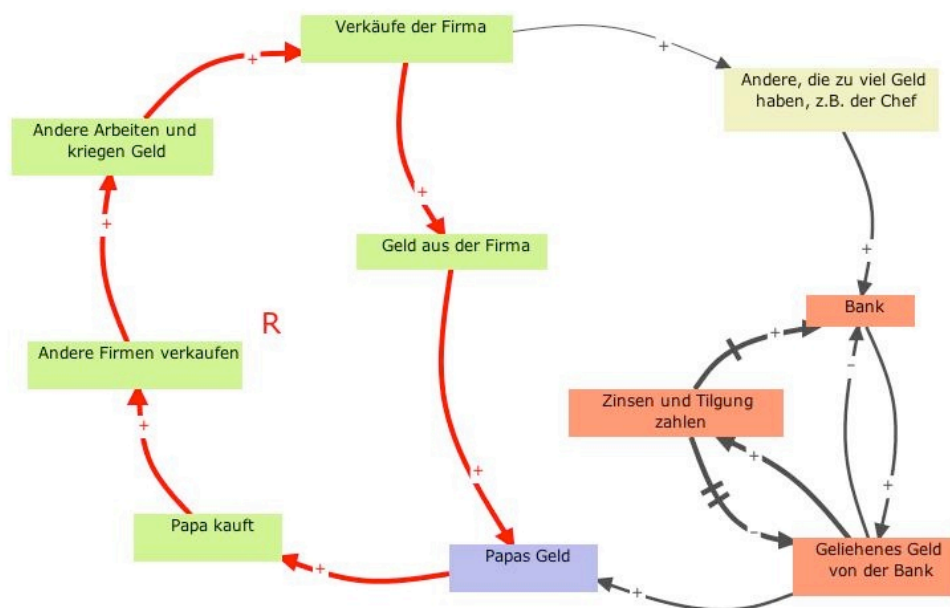 Verkäufe der Firma
+
+
Andere, die zu viel Geld
haben, z.B. der Chef
Andere Arbeiten und
kriegen Geld
+
+
Geld aus der Firma
+
+
Bank
R
+
-
Andere Firmen verkaufen
Zinsen und Tilgung
zahlen
+
+
+
+
Papa kauft
-
Papas Geld
Geliehenes Geld
von der Bank
+
+